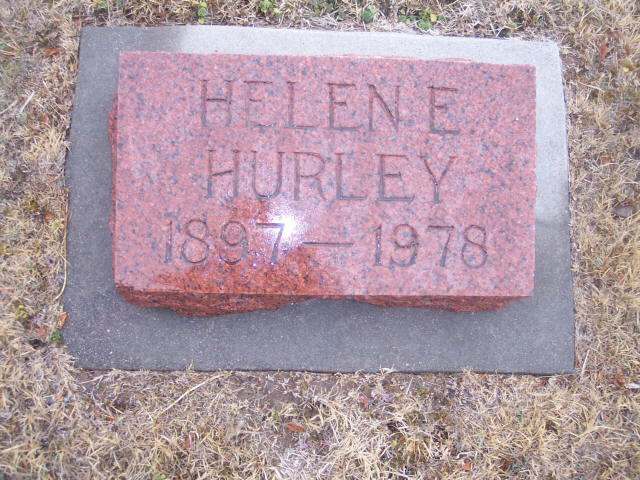 HELEN E.
HURLEY
1897 — 1978